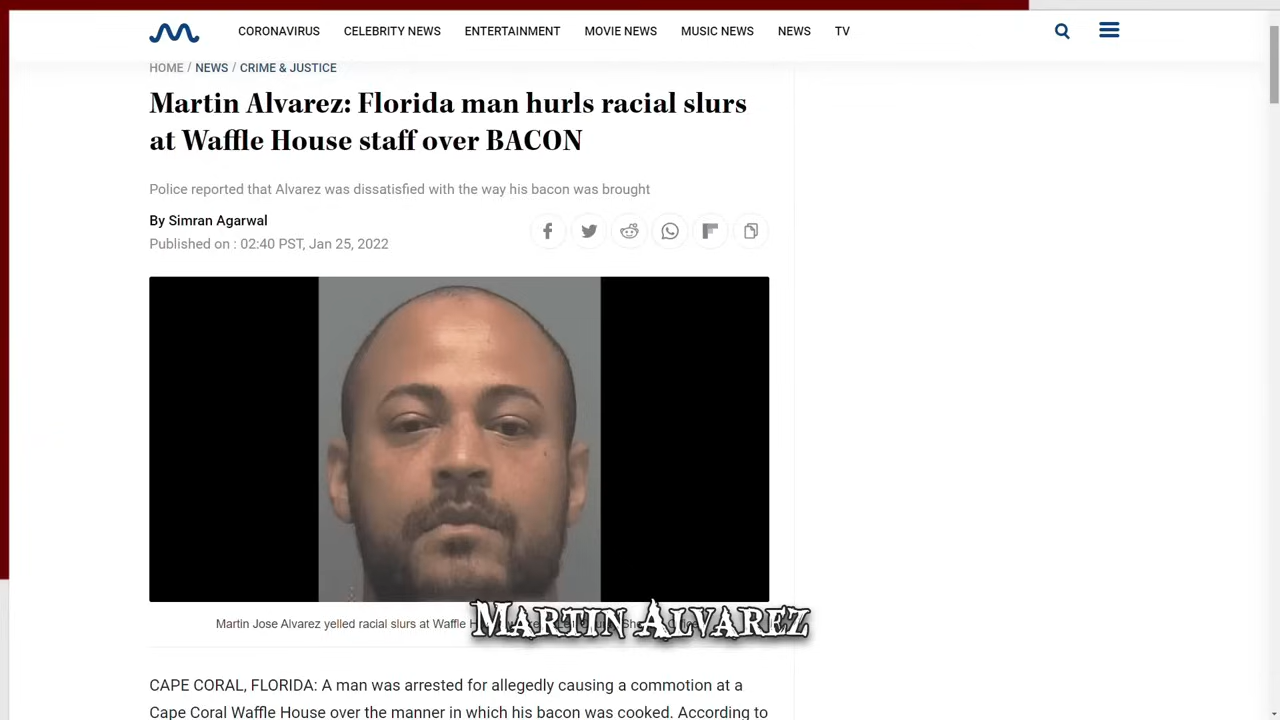 CORONAVIRUS CELEBRITY NEWS ENTERTAINMENT MOVIE NEWS MUSIC NEWS NEWS TV
HOME / NEWS / CRIME & JUSTICE
Martin Alvarez: Florida man hurls racial slurs
at Waffle House staff over BACON
Police reported that Alvarez was dissatisfied with the way his bacon was brought
By Simran Agarwal
Published on : 02:40 PST, Jan 25, 2022
Martin Jose Alvarez yelled racial slurs at Waffle
Martin Alvarez
CAPE CORAL, FLORIDA: A man was arrested for allegedly causing a commotion at a
Cape Coral Waffle House over the manner in which his bacon was cooked. According to